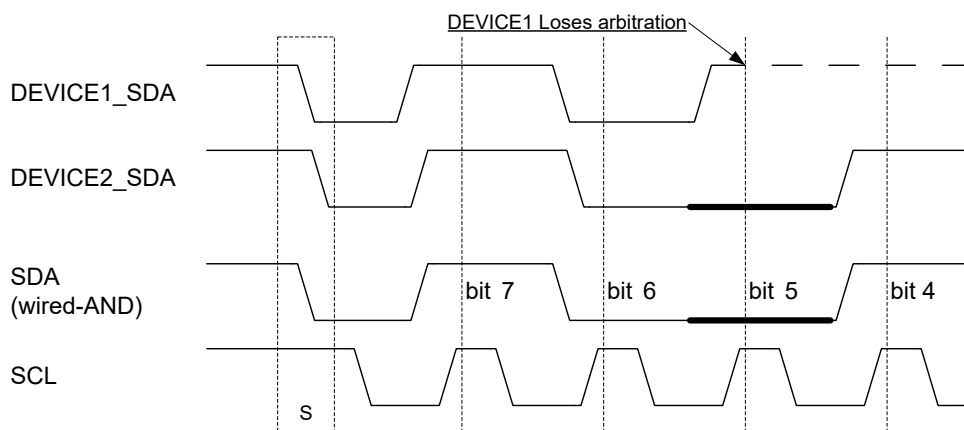 DEVICE1 Loses arbitration
DEVICE1_SDA
DEVICE2_SDA
SDA
(wired-AND)
bit 7
bit 6
bit 5
bit 4
SCL
S